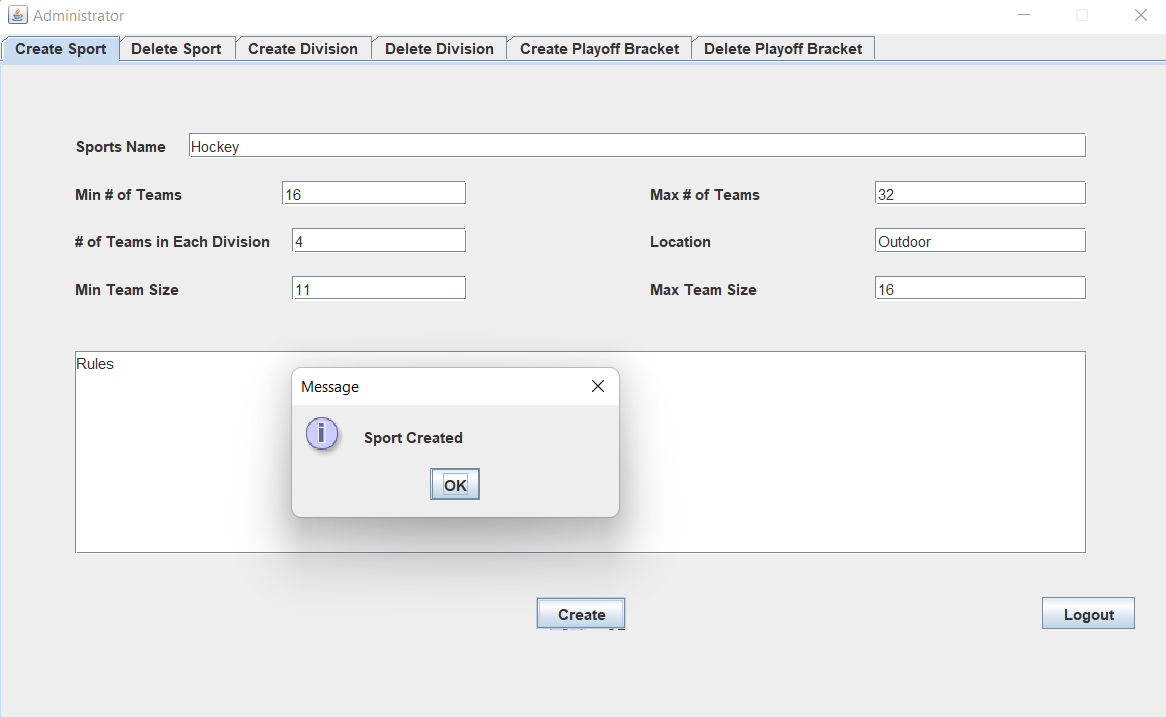 Administrator
Create Sport Delete Sport Create Division Delete Division Create Playoff Bracket Delete Playoff Bracket
Sports Name Hockey
Min # of Teams 16 Max # of Teams 32
# of Teams in Each Division 4 Location Outdoor
Min Team Size 11 Max Team Size 16
Rules
Message
i Sport Created
OK
Create Logout